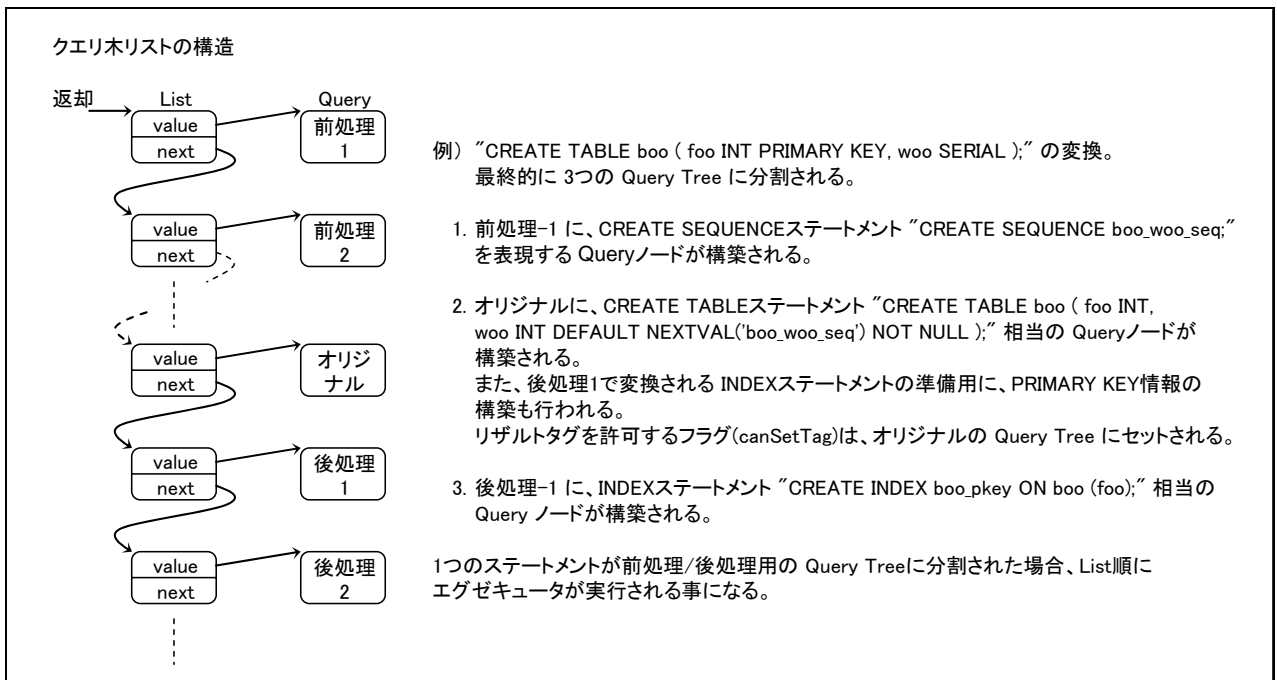 クエリ木リストの構造
返却
List
Query
value
next
前処理
1
value
next
前処理
2
value
next
オリジ
ナル
value
next
後処理
1
value
next
後処理
2
例） "CREATE TABLE boo ( foo INT PRIMARY KEY, woo SERIAL );" の変換。
最終的に 3つの Query Tree に分割される。
1. 前処理-1 に、CREATE SEQUENCEステートメント "CREATE SEQUENCE boo_woo_seq;"
を表現する Queryノードが構築される。
2. オリジナルに、CREATE TABLEステートメント "CREATE TABLE boo ( foo INT,
woo INT DEFAULT NEXTVAL('boo_woo_seq') NOT NULL );" 相当の Queryノードが
構築される。
また、後処理1で変換される INDEXステートメントの準備用に、PRIMARY KEY情報の
構築も行われる。
リザルトタグを許可するフラグ(canSetTag)は、オリジナルの Query Tree にセットされる。
3. 後処理-1 に、INDEXステートメント "CREATE INDEX boo_pkey ON boo (foo);" 相当の
Query ノードが構築される。
1つのステートメントが前処理/後処理用の Query Treeに分割された場合、List順に
エグゼキュータが実行される事になる。